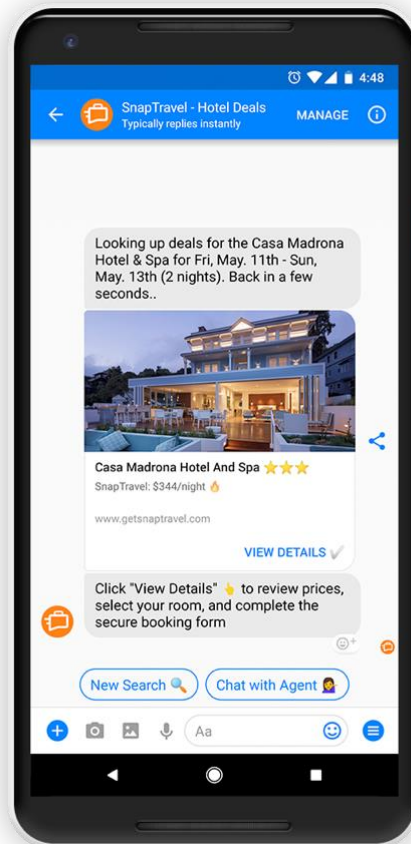 4:48
SnapTravel - Hotel Deals
Typically replies instantly
MANAGE
Looking up deals for the Casa Madrona
Hotel & Spa for Fri, May. 11th - Sun,
May. 13th (2 nights). Back in a few
seconds..
Casa Madrona Hotel And Spa ⭐⭐⭐
SnapTravel: $344/night 🔥
www.getsnaptravel.com
VIEW DETAILS ✅
Click "View Details" 👆 to review prices,
select your room, and complete the
secure booking form
New Search 🔍
Chat with Agent 💁‍♀️
Aa